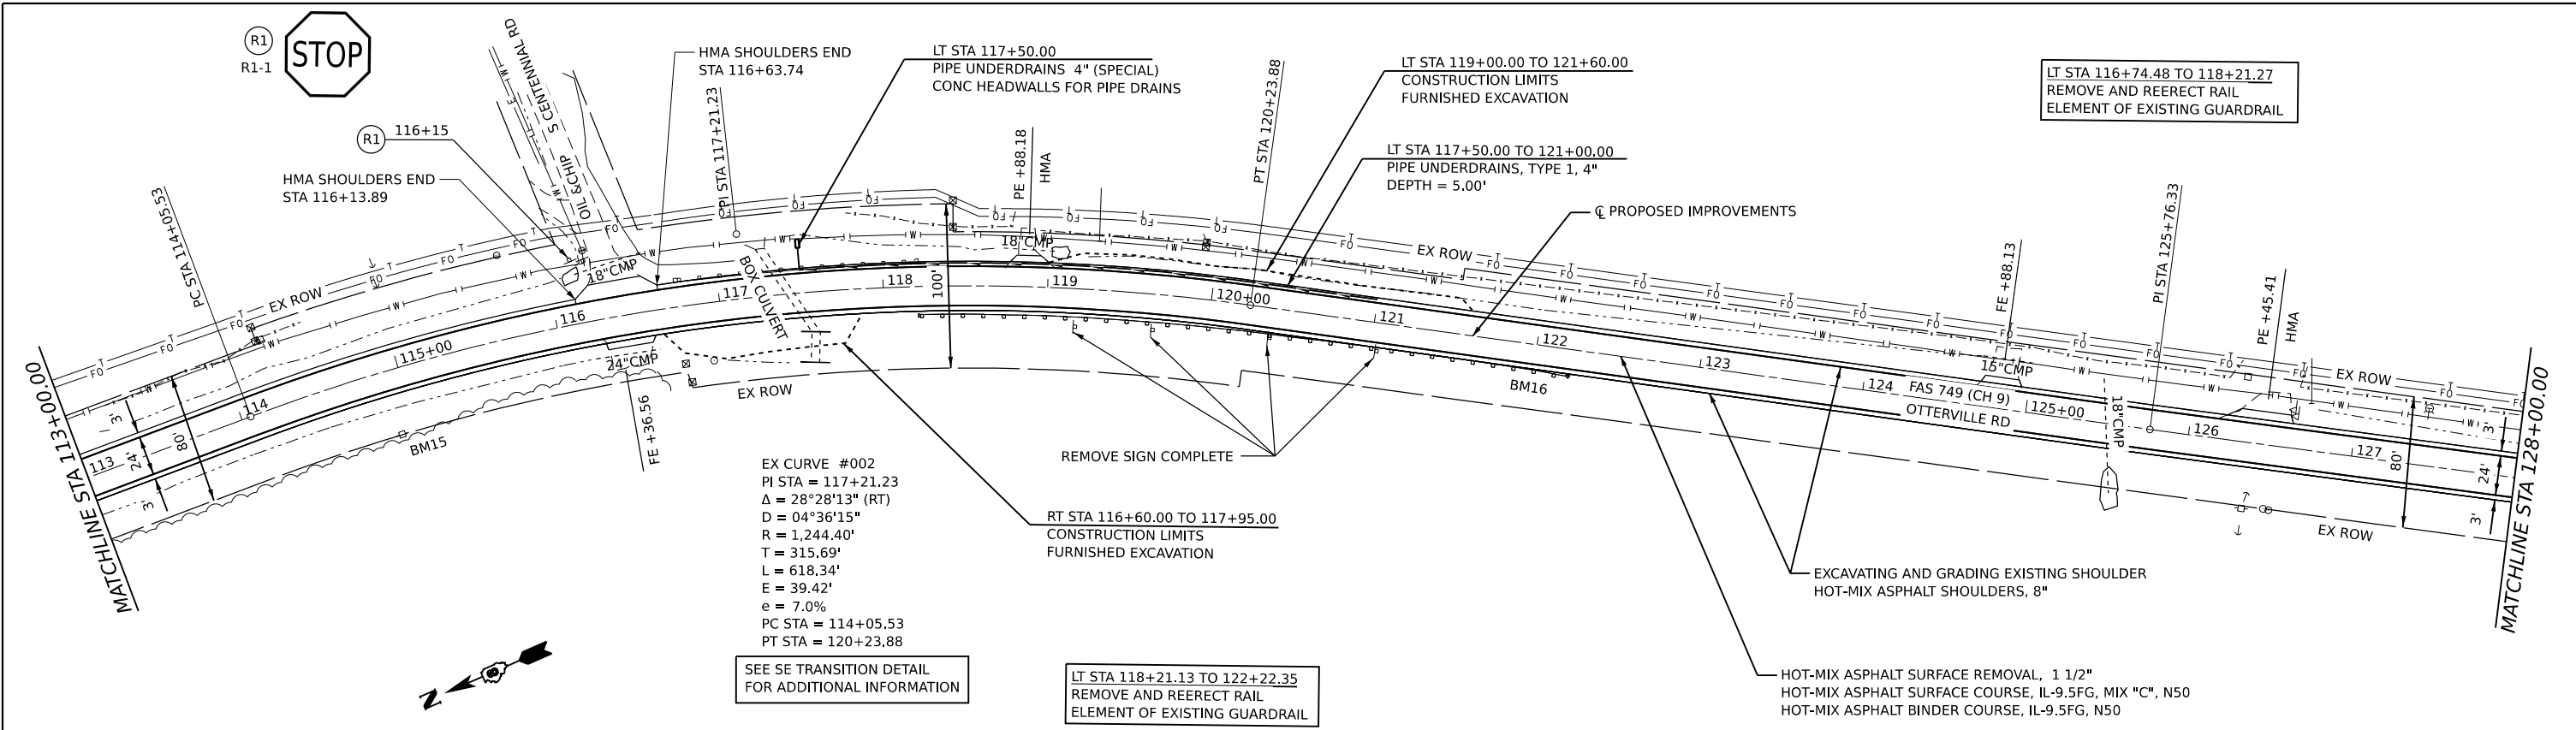 R1
R1-1
STOP
S CENTENNIAL RD
OIL &CHIP
HMA SHOULDERS END
STA 116+63.74
LT STA 117+50.00
PIPE UNDERDRAINS 4" (SPECIAL)
CONC HEADWALLS FOR PIPE DRAINS
LT STA 119+00.00 TO 121+60.00
CONSTRUCTION LIMITS
FURNISHED EXCAVATION
LT STA 116+74.48 TO 118+21.27
REMOVE AND REERECT RAIL
ELEMENT OF EXISTING GUARDRAIL
R1
116+15
HMA SHOULDERS END
STA 116+13.89
PC STA 114+05.53
PI STA 117+21.23
PE +88.18
HMA
PT STA 120+23.88
LT STA 117+50.00 TO 121+00.00
PIPE UNDERDRAINS, TYPE 1, 4"
DEPTH = 5.00'
℄ PROPOSED IMPROVEMENTS
FE +88.13
PI STA 125+76.33
PE +45.41
HMA
EX ROW
EX ROW
EX ROW
18"CMP
18"CMP
BOX CULVERT
100'
15"CMP
18"CMP
24"CMP
113
114
115+00
116
117
118
119
120+00
121
122
123
124
125+00
126
127
FAS 749 (CH 9)
OTTERVILLE RD
MATCHLINE STA 113+00.00
3'
24'
3'
80'
BM15
FE +36.56
EX ROW
BM16
REMOVE SIGN COMPLETE
80'
3'
24'
3'
EX ROW
MATCHLINE STA 128+00.00
EX CURVE #002
PI STA = 117+21.23
Δ = 28°28'13" (RT)
D = 04°36'15"
R = 1,244.40'
T = 315.69'
L = 618.34'
E = 39.42'
e = 7.0%
PC STA = 114+05.53
PT STA = 120+23.88
SEE SE TRANSITION DETAIL
FOR ADDITIONAL INFORMATION
RT STA 116+60.00 TO 117+95.00
CONSTRUCTION LIMITS
FURNISHED EXCAVATION
LT STA 118+21.13 TO 122+22.35
REMOVE AND REERECT RAIL
ELEMENT OF EXISTING GUARDRAIL
EXCAVATING AND GRADING EXISTING SHOULDER
HOT-MIX ASPHALT SHOULDERS, 8"
HOT-MIX ASPHALT SURFACE REMOVAL, 1 1/2"
HOT-MIX ASPHALT SURFACE COURSE, IL-9.5FG, MIX "C", N50
HOT-MIX ASPHALT BINDER COURSE, IL-9.5FG, N50
N